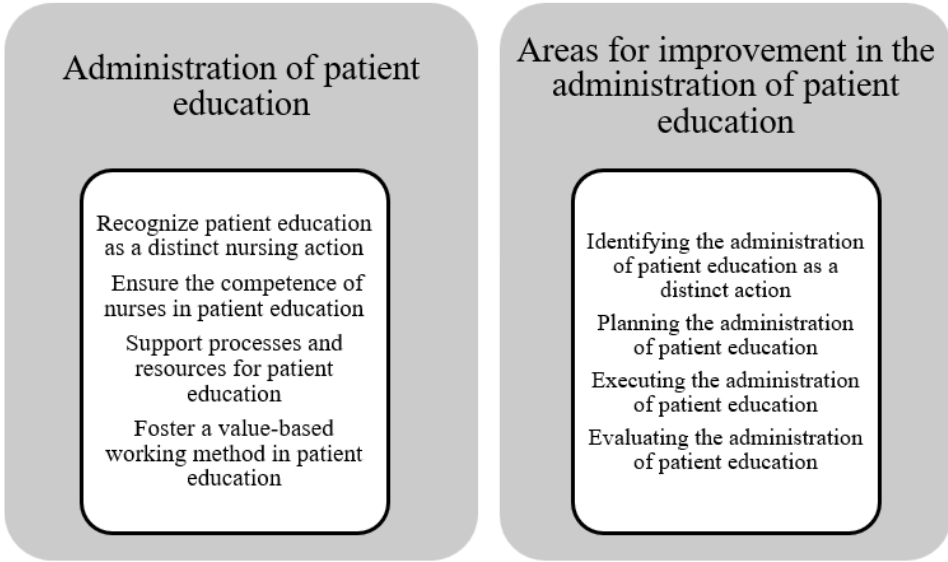 Administration of patient
education
Recognize patient education
as a distinct nursing action
Ensure the competence of
nurses in patient education
Support processes and
resources for patient
education
Foster a value-based
working method in patient
education
Areas for improvement in the
administration of patient
education
Identifying the administration
of patient education as a
distinct action
Planning the administration
of patient education
Executing the administration
of patient education
Evaluating the administration
of patient education